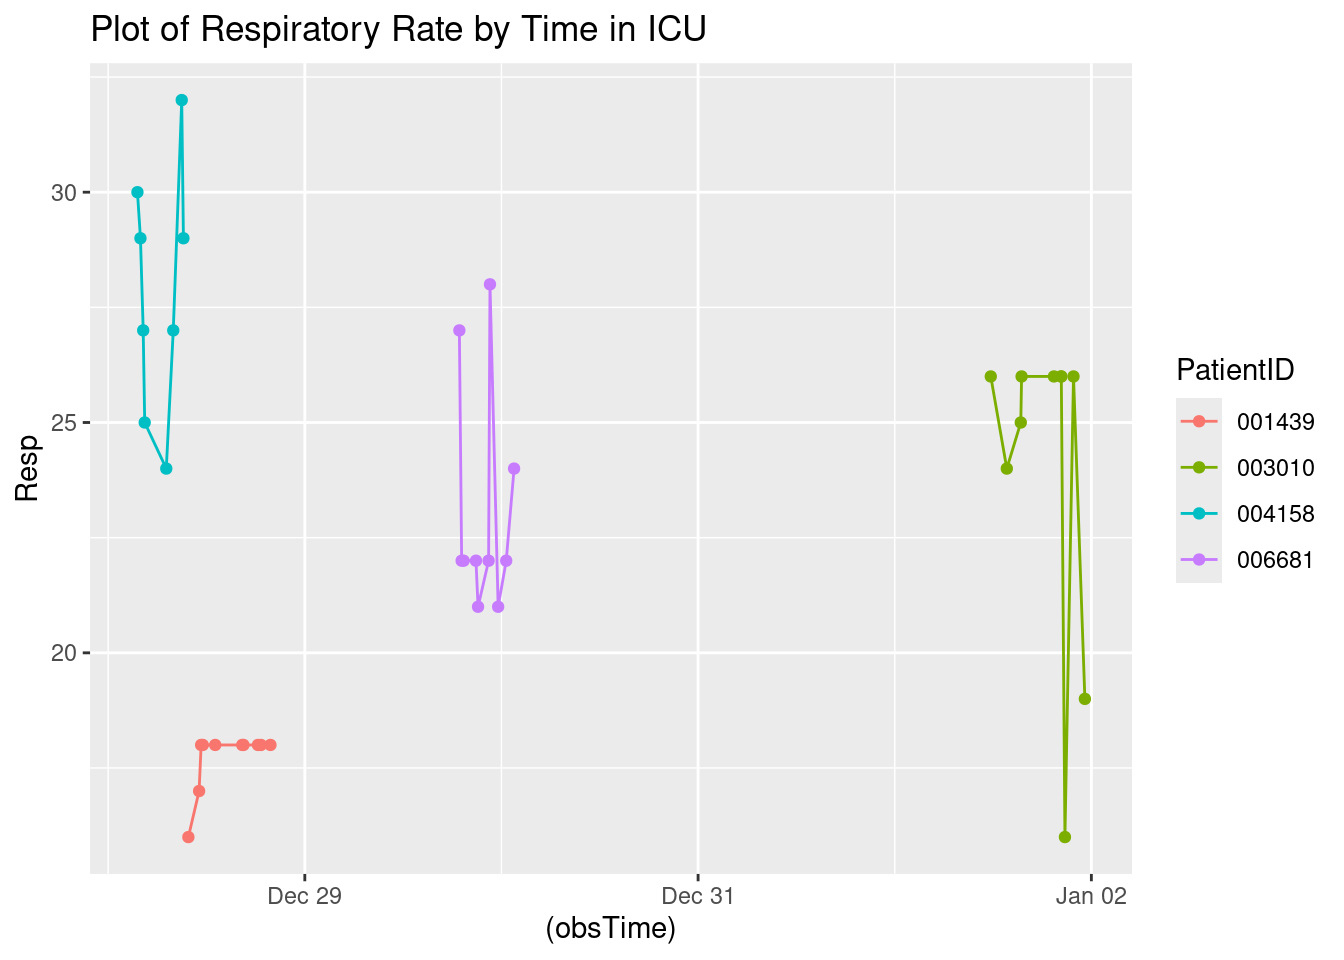 Plot of Respiratory Rate by Time in ICU
Resp
30
25
20
Dec 29
Dec 31
Jan 02
(obsTime)
PatientID
001439
003010
004158
006681